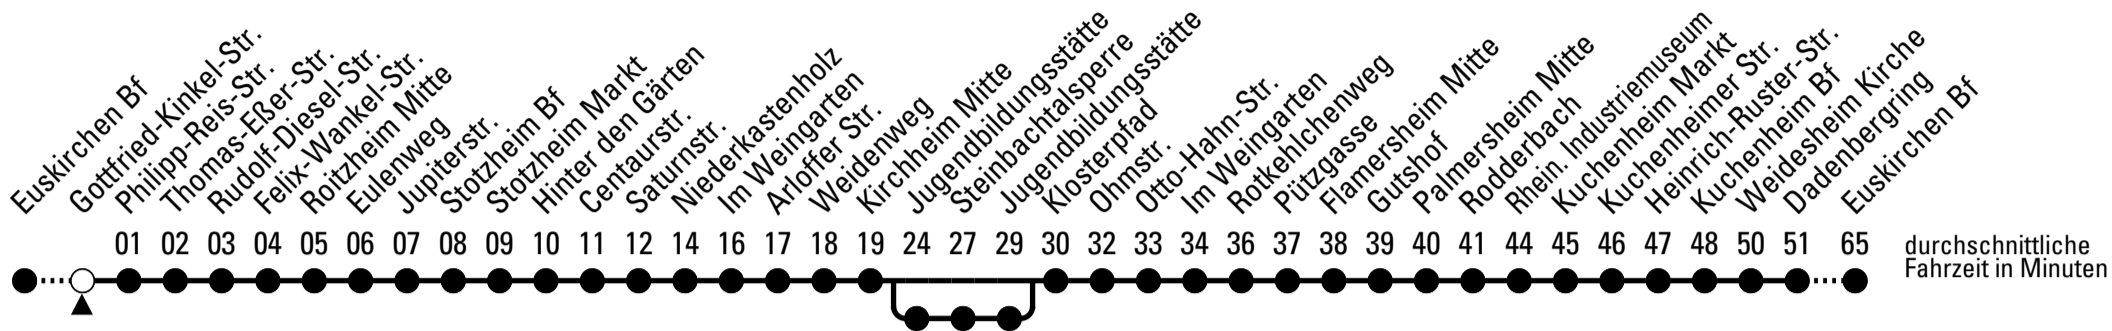 Euskirchen Bf
Gottfried-Kinkel-Str.
Philipp-Reis-Str.
Thomas-Eßer-Str.
Rudolf-Diesel-Str.
Felix-Wankel-Str.
Roitzheim Mitte
Eulenweg
Jupiterstr.
Stotzheim Bf
Stotzheim Markt
Hinter den Gärten
Centaurstr.
Saturnstr.
Niederkastenholz
Im Weingarten
Arloffer Str.
Weidenweg
Kirchheim Mitte
Jugendbildungsstätte
Steinbachtalsperre
Jugendbildungsstätte
Klosterpfad
Ohmstr.
Otto-Hahn-Str.
Im Weingarten
Rotkehlchenweg
Pützgasse
Flamersheim Mitte
Gutshof
Palmersheim Mitte
Rodderbach
Rhein. Industriemuseum
Kuchenheim Markt
Kuchenheimer Str.
Heinrich-Ruster-Str.
Kuchenheim Bf
Weidesheim Kirche
Dadenbergring
Euskirchen Bf
01 02 03 04 05 06 07 08 09 10 11 12 14 16 17 18 19 24 27 29 30 32 33 34 36 37 38 39 40 41 44 45 46 47 48 50 51 65
durchschnittliche
Fahrzeit in Minuten